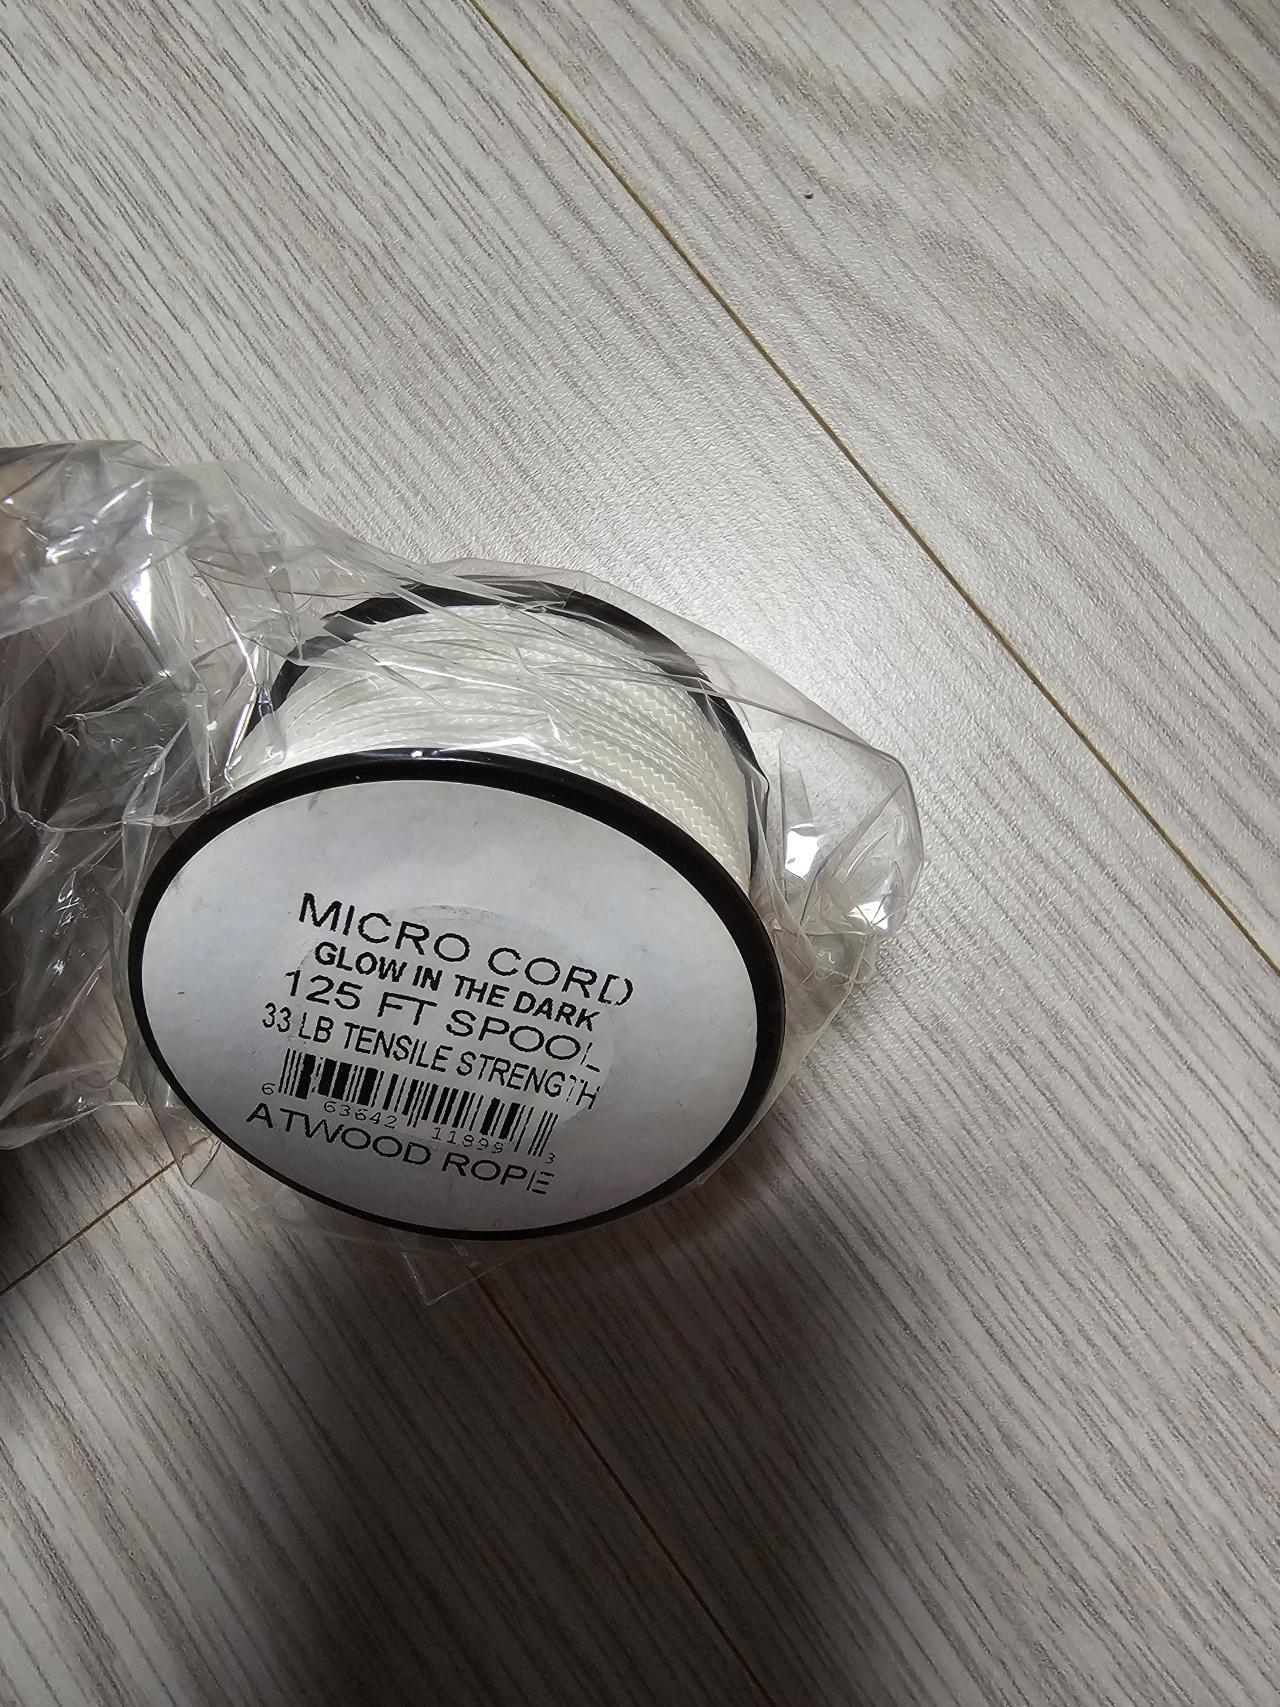 MICRO CORD
GLOW IN THE DARK
125 FT SPOOL
33 LB TENSILE STRENGTH
6 63642 11899 3
ATWOOD ROPE